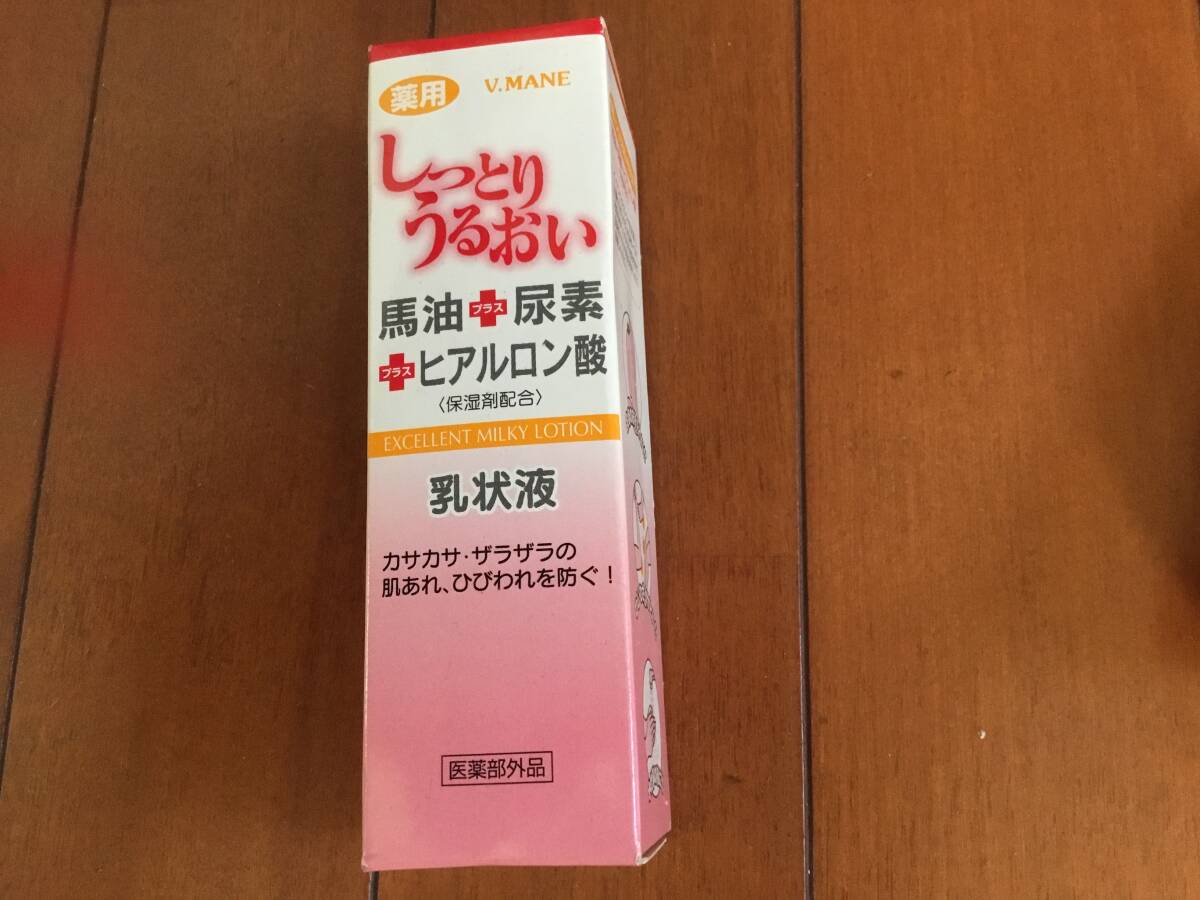 薬用 V.MANE
しっとり
うるおい
馬油プラス尿素
プラスヒアルロン酸
〈保湿剤配合〉
EXCELLENT MILKY LOTION
乳状液
カサカサ・ザラザラの
肌あれ、ひびわれを防ぐ!
医薬部外品